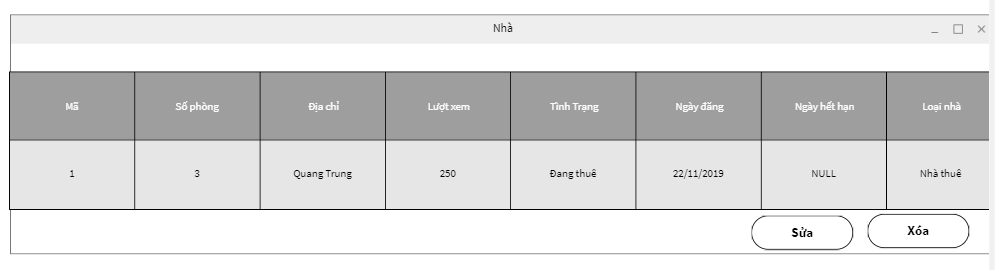 Nhà
Mã Số phòng Địa chỉ Lượt xem Tình Trạng Ngày đăng Ngày hết hạn Loại nhà
1 3 Quang Trung 250 Đang thuê 22/11/2019 NULL Nhà thuê
Sửa Xóa